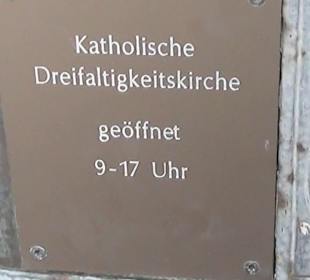 Katholische
Dreifaltigkeitskirche
geöffnet
9-17 Uhr